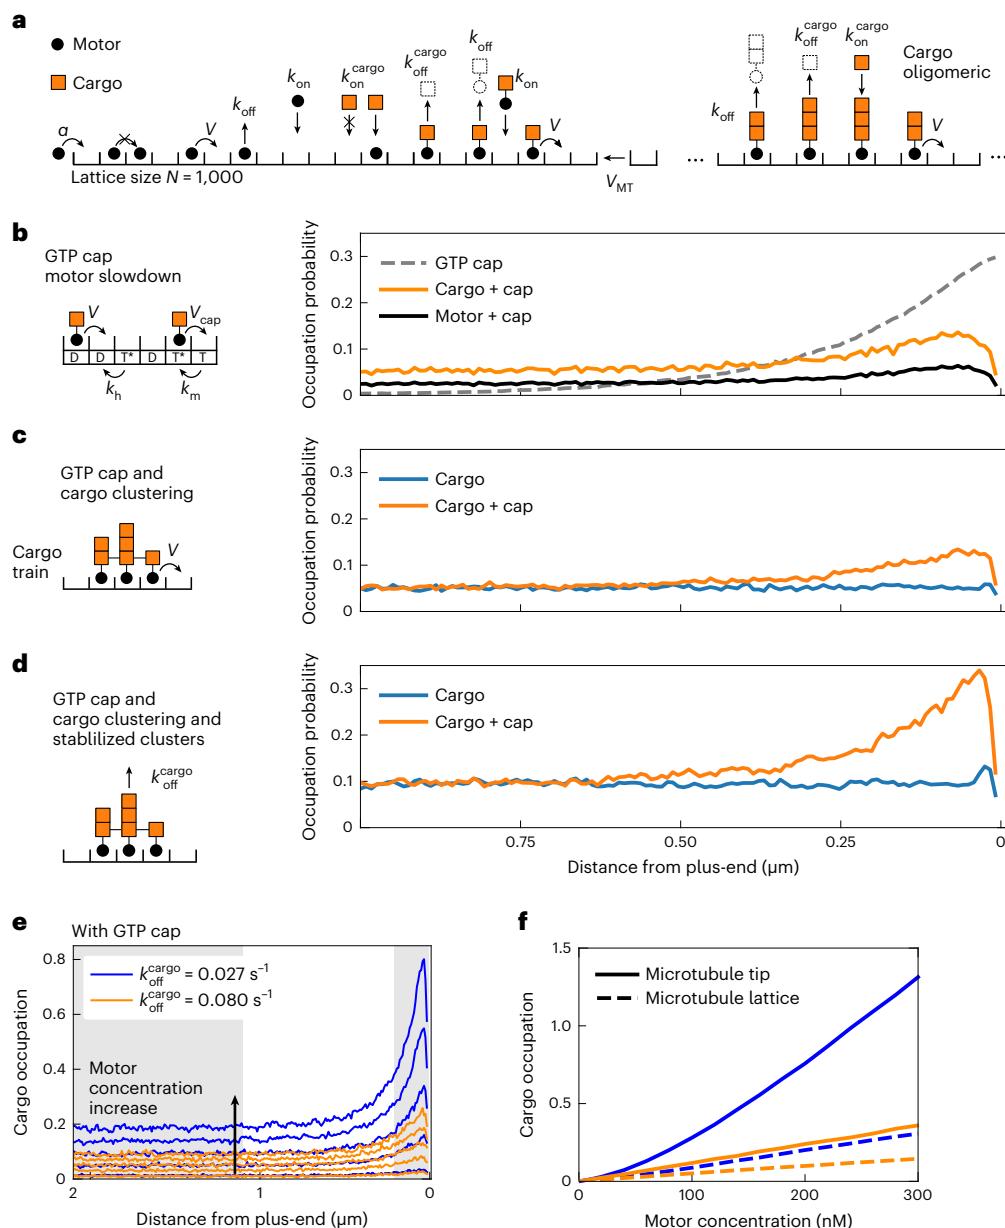 a
Motor
Cargo
α
V
k_off
k_on
k_on^cargo
k_off^cargo
k_off
k_on
V
Lattice size N = 1,000
V_MT
...
k_off
k_off^cargo
k_on^cargo
Cargo
oligomeric
V
...
b
GTP cap
motor slowdown
V
V_cap
D D T* D T* T
k_h
k_m
Occupation probability
0.3
0.1
0
GTP cap
Cargo + cap
Motor + cap
c
GTP cap and
cargo clustering
Cargo
train
V
Occupation probability
0.3
0.1
0
Cargo
Cargo + cap
d
GTP cap and
cargo clustering and
stablilized clusters
k_off^cargo
Occupation probability
0.3
0.1
0
Cargo
Cargo + cap
0.75 0.50 0.25 0
Distance from plus-end (µm)
e
With GTP cap
k_off^cargo = 0.027 s⁻¹
k_off^cargo = 0.080 s⁻¹
Motor
concentration
increase
Cargo occupation
0.8
0.6
0.4
0.2
0
2 1 0
Distance from plus-end (µm)
f
Microtubule tip
Microtubule lattice
Cargo occupation
1.5
1.0
0.5
0
0 100 200 300
Motor concentration (nM)